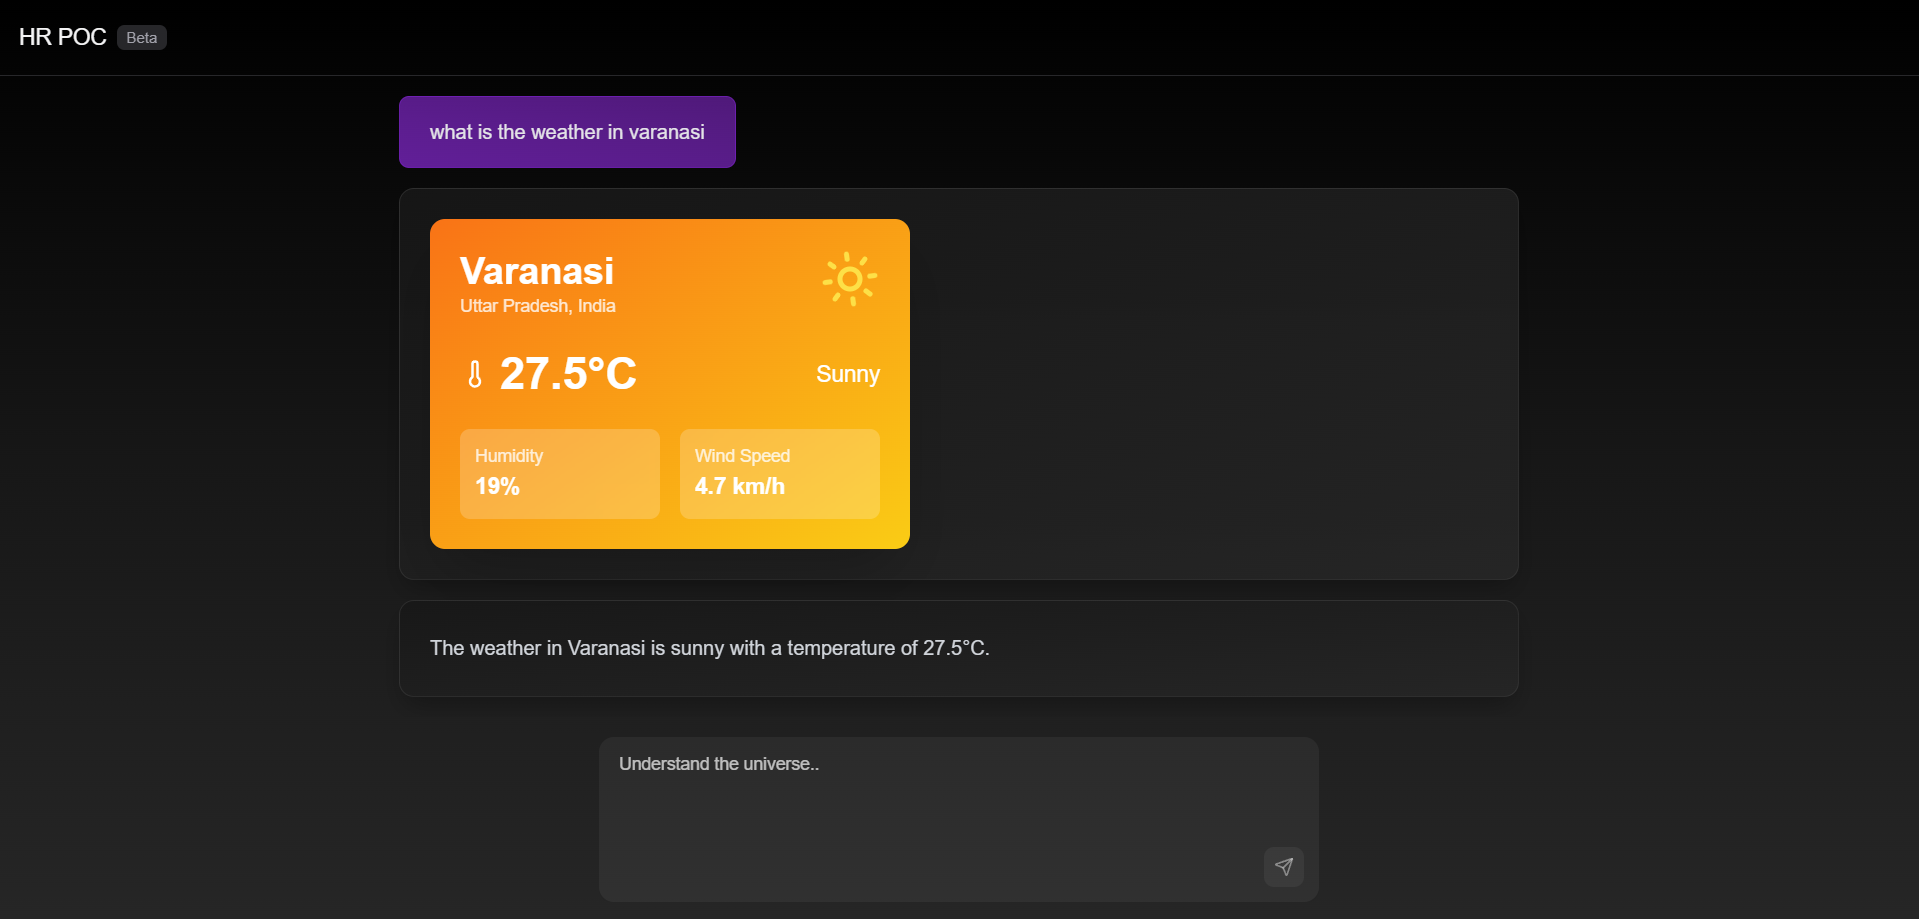 HR POC Beta
what is the weather in varanasi
Varanasi
Uttar Pradesh, India
27.5°C
Sunny
Humidity
19%
Wind Speed
4.7 km/h
The weather in Varanasi is sunny with a temperature of 27.5°C.
Understand the universe..